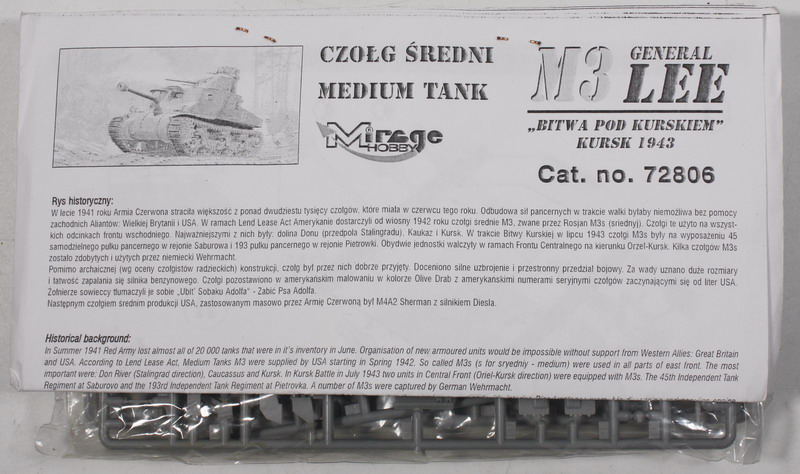 CZOŁG ŚREDNI
MEDIUM TANK
Mirage
HOBBY
M3 GENERAL
LEE
„BITWA POD KURSKIEM”
KURSK 1943
Cat. no. 72806
Rys historyczny:
W lecie 1941 roku Armia Czerwona straciła większość z ponad dwudziestu tysięcy czołgów, które miała w czerwcu tego roku. Odbudowa sił pancernych w trakcie walki byłaby niemożliwa bez pomocy
zachodnich Aliantów: Wielkiej Brytanii i USA. W ramach Lend Lease Act Amerykanie dostarczyli od wiosny 1942 roku czołgi średnie M3, zwane przez Rosjan M3s (sriednyj). Czołgi te użyto na wszyst-
kich odcinkach frontu wschodniego. Najważniejszymi z nich były: dolina Donu (przedpola Stalingradu), Kaukaz i Kursk. W trakcie Bitwy Kurskiej w lipcu 1943 czołgi M3s były na wyposażeniu 45
samodzielnego pułku pancernego w rejonie Saburowa i 193 pułku pancernego w rejonie Pietrowki. Obydwie jednostki walczyły w ramach Frontu Centralnego na kierunku Orzel-Kursk. Kilka czołgów M3s
zostało zdobytych i użytych przez niemiecki Wehrmacht.
Pomimo archaicznej (wg oceny czołgistów radzieckich) konstrukcji, czołg był przez nich dobrze przyjęty. Doceniono silne uzbrojenie i przestronny przedział bojowy. Za wady uznano duże rozmiary
i łatwość zapalania się silnika benzynowego. Czołgi pozostawiono w amerykańskim malowaniu w kolorze Olive Drab z amerykańskimi numerami seryjnymi czołgów zaczynającymi się od liter USA.
Żołnierze sowieccy tłumaczyli je sobie „Ubit' Sobaku Adolfa” - Zabić Psa Adolfa.
Następnym czołgiem średnim produkcji USA, zastosowanym masowo przez Armię Czerwoną był M4A2 Sherman z silnikiem Diesla.
Historical background:
In Summer 1941 Red Army lost almost all of 20 000 tanks that were in it's inventory in June. Organisation of new armoured units would be impossible without support from Western Allies: Great Britain
and USA. According to Lend Lease Act, Medium Tanks M3 were supplied by USA starting in Spring 1942. So called M3s (s for sryedniy - medium) were used in all parts of east front. The most
important were: Don River (Stalingrad direction), Caucassus and Kursk. In Kursk Battle in July 1943 two units in Central Front (Oriel-Kursk direction) were equipped with M3s. The 45th Independent Tank
Regiment at Saburovo and the 193rd Independent Tank Regiment at Pietrovka. A number of M3s were captured by German Wehrmacht.